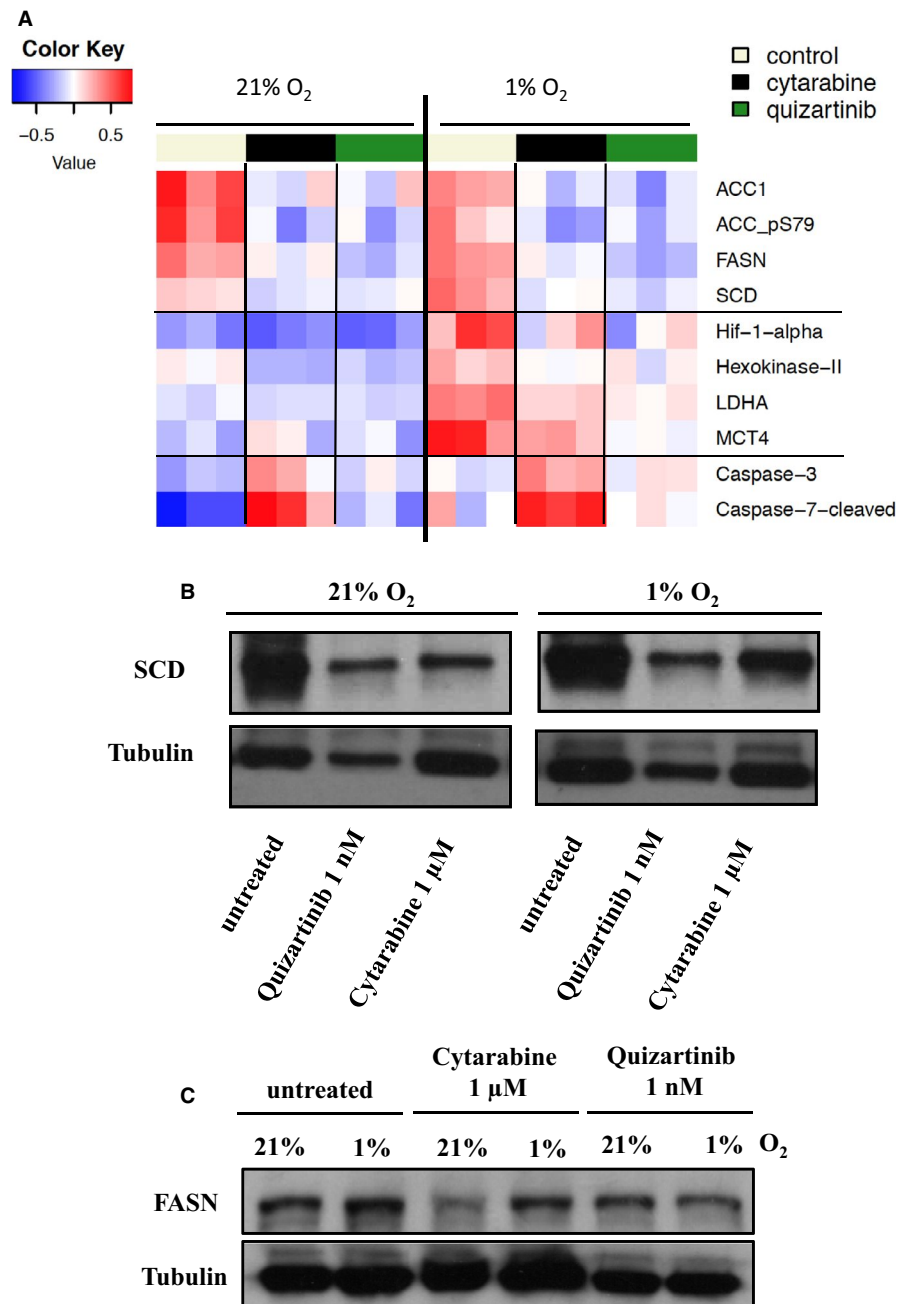 A
Color Key
−0.5 0.5
Value
21% O₂
1% O₂
control
cytarabine
quizartinib
ACC1
ACC_pS79
FASN
SCD
Hif−1−alpha
Hexokinase−II
LDHA
MCT4
Caspase−3
Caspase−7−cleaved
B
21% O₂
1% O₂
SCD
Tubulin
untreated
Quizartinib 1 nM
Cytarabine 1 µM
untreated
Quizartinib 1 nM
Cytarabine 1 µM
C
untreated
Cytarabine
1 µM
Quizartinib
1 nM
21% 1% 21% 1% 21% 1% O₂
FASN
Tubulin